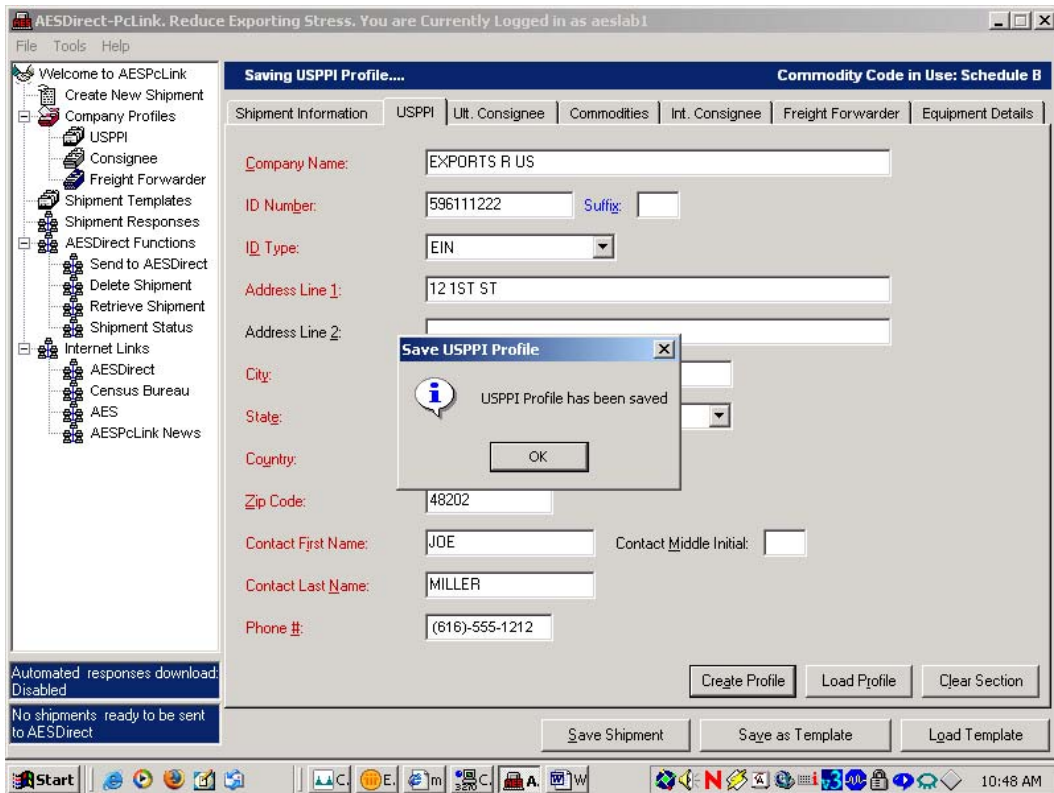 AESDirect-PcLink. Reduce Exporting Stress. You are Currently Logged in as aeslab1
File Tools Help
Welcome to AESPcLink
Create New Shipment
Company Profiles
USPPI
Consignee
Freight Forwarder
Shipment Templates
Shipment Responses
AESDirect Functions
Send to AESDirect
Delete Shipment
Retrieve Shipment
Shipment Status
Internet Links
AESDirect
Census Bureau
AES
AESPcLink News
Automated responses download: Disabled
No shipments ready to be sent to AESDirect
Saving USPPI Profile.... Commodity Code in Use: Schedule B
Shipment Information USPPI Ult. Consignee Commodities Int. Consignee Freight Forwarder Equipment Details
Company Name: EXPORTS R US
ID Number: 596111222 Suffix:
ID Type: EIN
Address Line 1: 12 1ST ST
Address Line 2:
City:
State:
Country:
Zip Code: 48202
Contact First Name: JOE Contact Middle Initial:
Contact Last Name: MILLER
Phone #: (616)-555-1212
Save USPPI Profile
USPPI Profile has been saved
OK
Create Profile Load Profile Clear Section
Save Shipment Save as Template Load Template
Start C. E. m C. A. W 10:48 AM